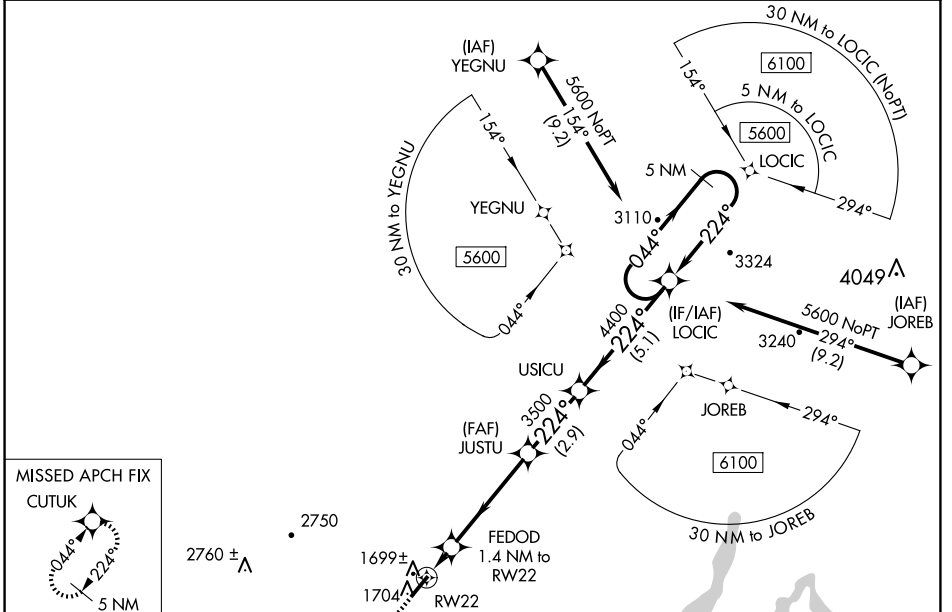 (IAF)
YEGNU
5600 NoPT
154°
(9.2)
30 NM to LOCIC (NoPT)
6100
154°
5 NM to LOCIC
5600
LOCIC
294°
30 NM to YEGNU
154°
YEGNU
5600
044°
5 NM
3110
044°
224°
3324
4049
(IAF)
JOREB
(IF/IAF)
LOCIC
5600 NoPT
294°
(9.2)
3240
4400
224°
(5.1)
USICU
3500
224°
(2.9)
(FAF)
JUSTU
JOREB
044°
294°
6100
30 NM to JOREB
MISSED APCH FIX
CUTUK
044°
224°
5 NM
2750
2760 ±
FEDOD
1.4 NM to
RW22
1699±
1704
RW22